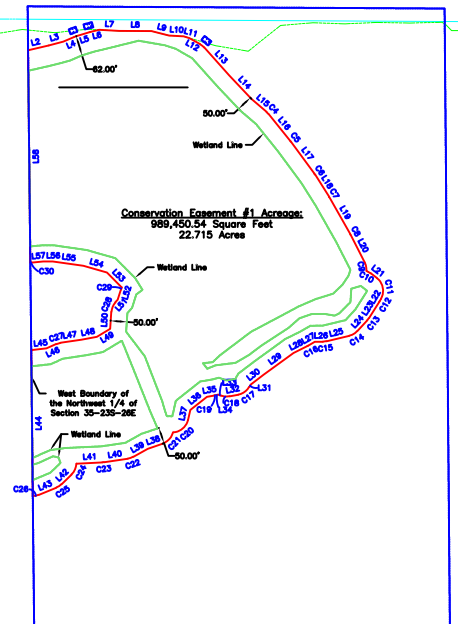 L7
L8
L2
L3
L4
L5
L6
L9
L10
L11
L12
62.00'
L13
L14
50.00'
L15
C4
L16
Wetland Line
C5
L17
L58
C6
L18
C7
Conservation Easement #1 Acreage:
989,450.54 Square Feet
22.715 Acres
L19
C8
L20
L57
L56
L55
L54
C30
L53
Wetland Line
C9
C10
L21
C11
C29
L52
L51
C28
L50
50.00'
C12
L22
L23
C13
L24
C14
L45
C27
L47
L48
L49
L46
L25
L26
L27
C15
C16
L28
L29
L30
L31
West Boundary of
the Northwest 1/4 of
Section 35-23S-26E
L44
L33
L32
L35
L36
C17
C18
L34
C19
L37
Wetland Line
C20
C21
L38
L39
50.00'
C22
L40
C23
L41
C24
L42
C25
L43
C26